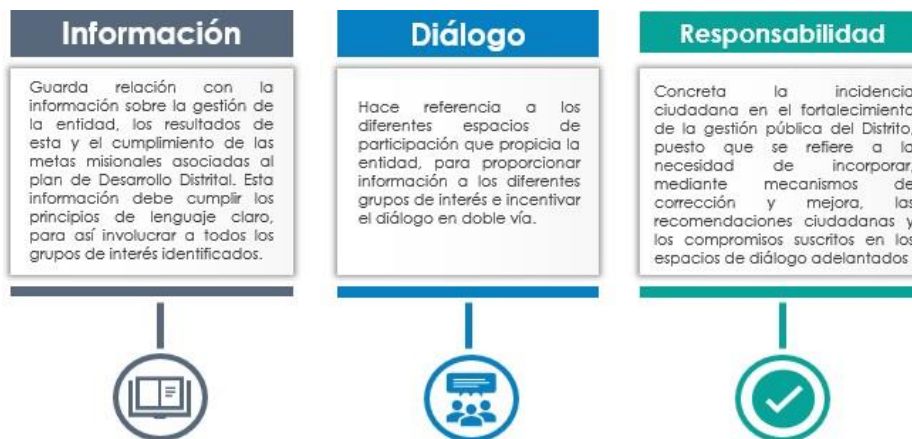 Información
Guarda relación con la
información sobre la gestión de
la entidad, los resultados de
esta y el cumplimiento de las
metas misionales asociadas al
plan de Desarrollo Distrital. Esta
información debe cumplir los
principios de lenguaje claro,
para así involucrar a todos los
grupos de interés identificados.
Diálogo
Hace referencia a los
diferentes espacios de
participación que propicia la
entidad, para proporcionar
información a los diferentes
grupos de interés e incentivar
el diálogo en doble vía.
Responsabilidad
Concreta la incidencia
ciudadana en el fortalecimiento
de la gestión pública del Distrito,
puesto que se refiere a la
necesidad de incorporar,
mediante mecanismos de
corrección y mejora, las
recomendaciones ciudadanas y
los compromisos suscritos en los
espacios de diálogo adelantados